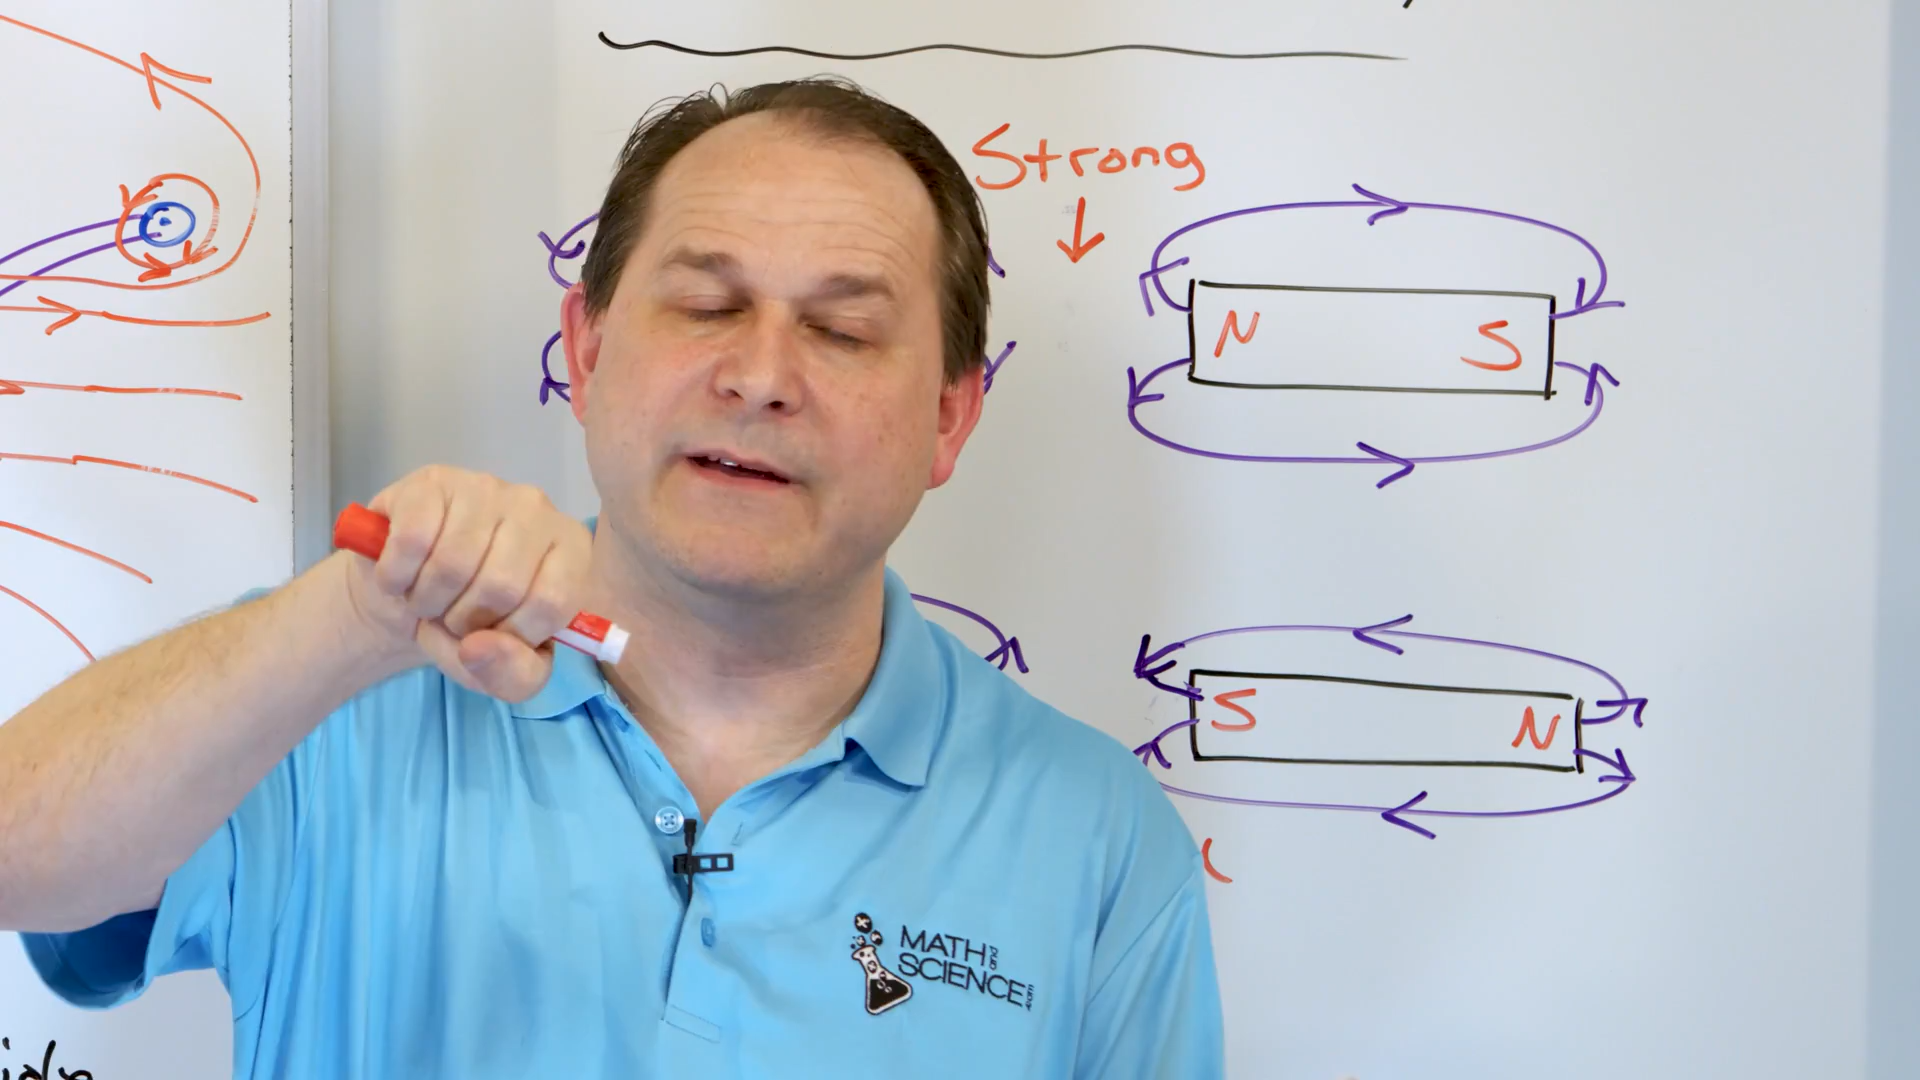 Strong
N S
S N
MATH and
SCIENCE .com